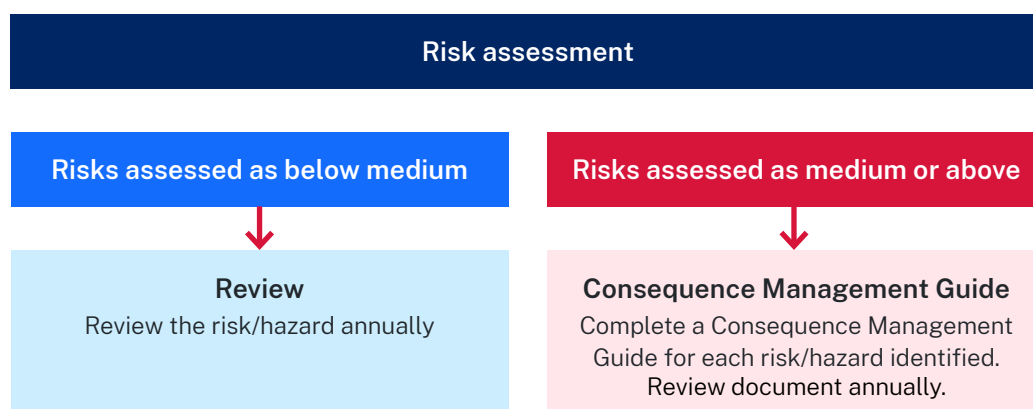 Risk assessment
Risks assessed as below medium
Risks assessed as medium or above
Review
Review the risk/hazard annually
Consequence Management Guide
Complete a Consequence Management
Guide for each risk/hazard identified.
Review document annually.